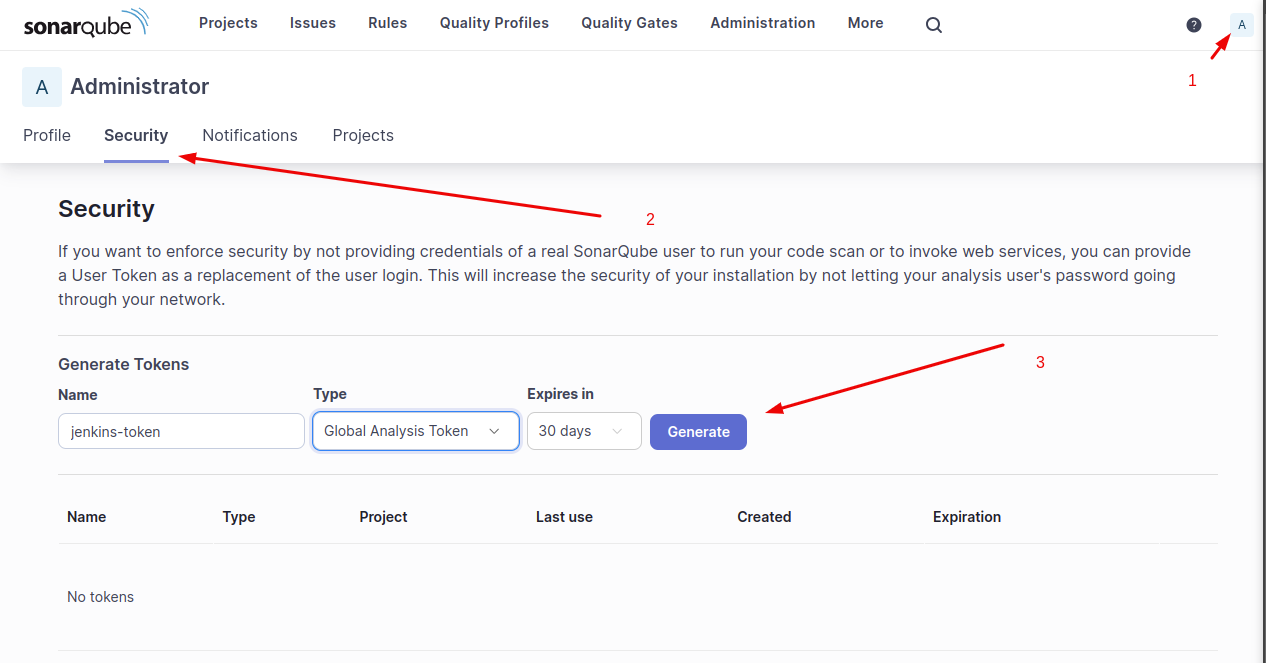 sonarqube Projects Issues Rules Quality Profiles Quality Gates Administration More ? A
1
A Administrator
Profile Security Notifications Projects
2
Security
If you want to enforce security by not providing credentials of a real SonarQube user to run your code scan or to invoke web services, you can provide
a User Token as a replacement of the user login. This will increase the security of your installation by not letting your analysis user's password going
through your network.
3
Generate Tokens
Name Type Expires in
jenkins-token Global Analysis Token 30 days Generate
Name Type Project Last use Created Expiration
No tokens